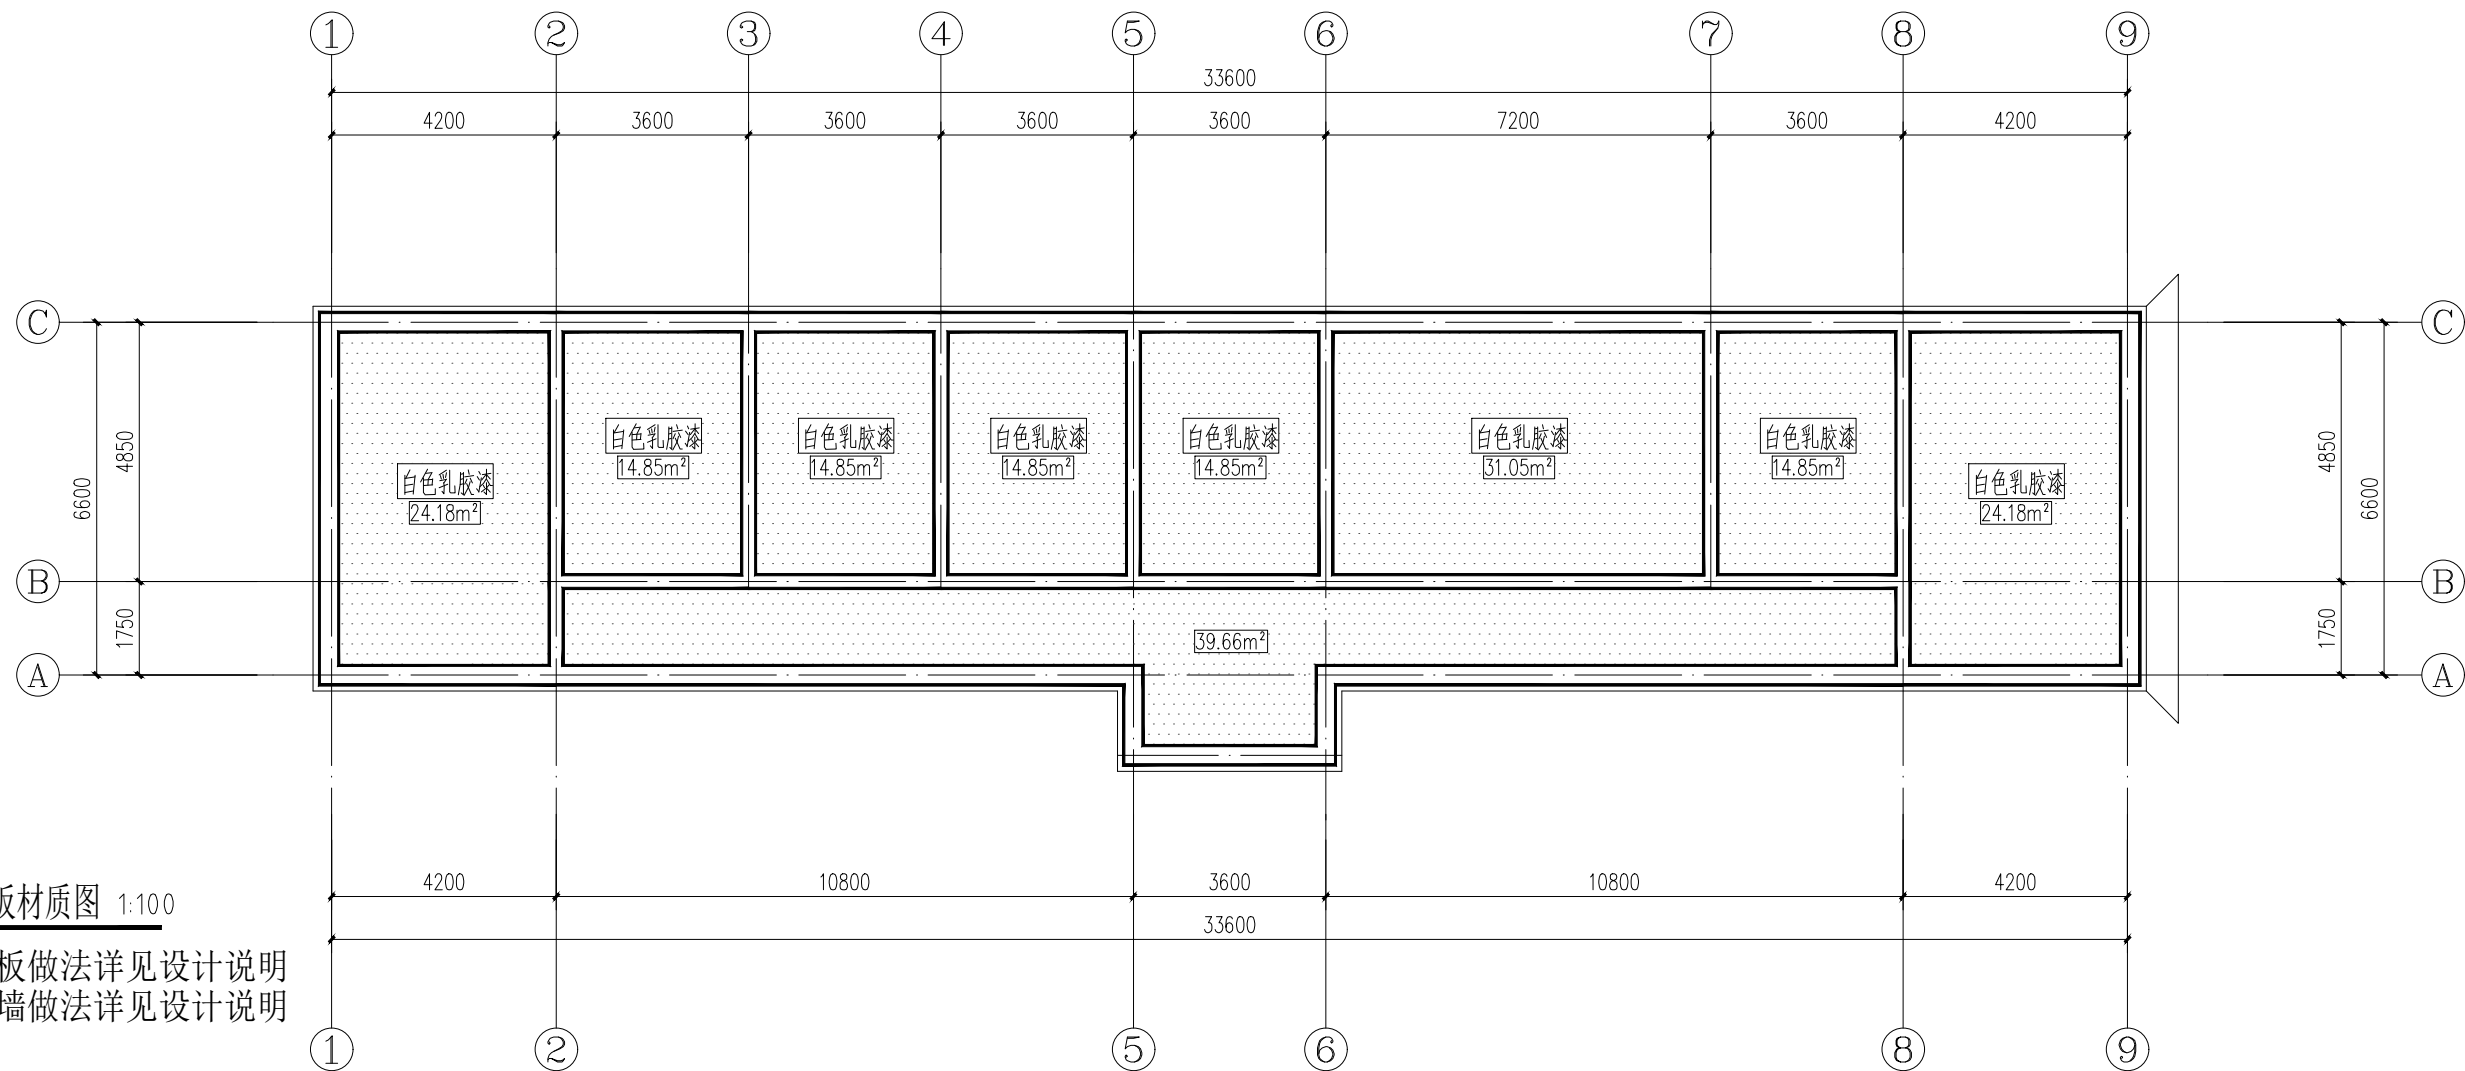 1 2 3 4 5 6 7 8 9
33600
4200 3600 3600 3600 3600 7200 3600 4200
C C
白色乳胶漆 白色乳胶漆 白色乳胶漆 白色乳胶漆 白色乳胶漆 白色乳胶漆
14.85m² 14.85m² 14.85m² 14.85m² 31.05m² 14.85m²
4850 4850
白色乳胶漆 白色乳胶漆
24.18m² 24.18m²
6600 6600
B B
1750 1750
39.66m²
A A
4200 10800 3600 10800 4200
板材质图 1:100
33600
板做法详见设计说明
墙做法详见设计说明
1 2 5 6 8 9